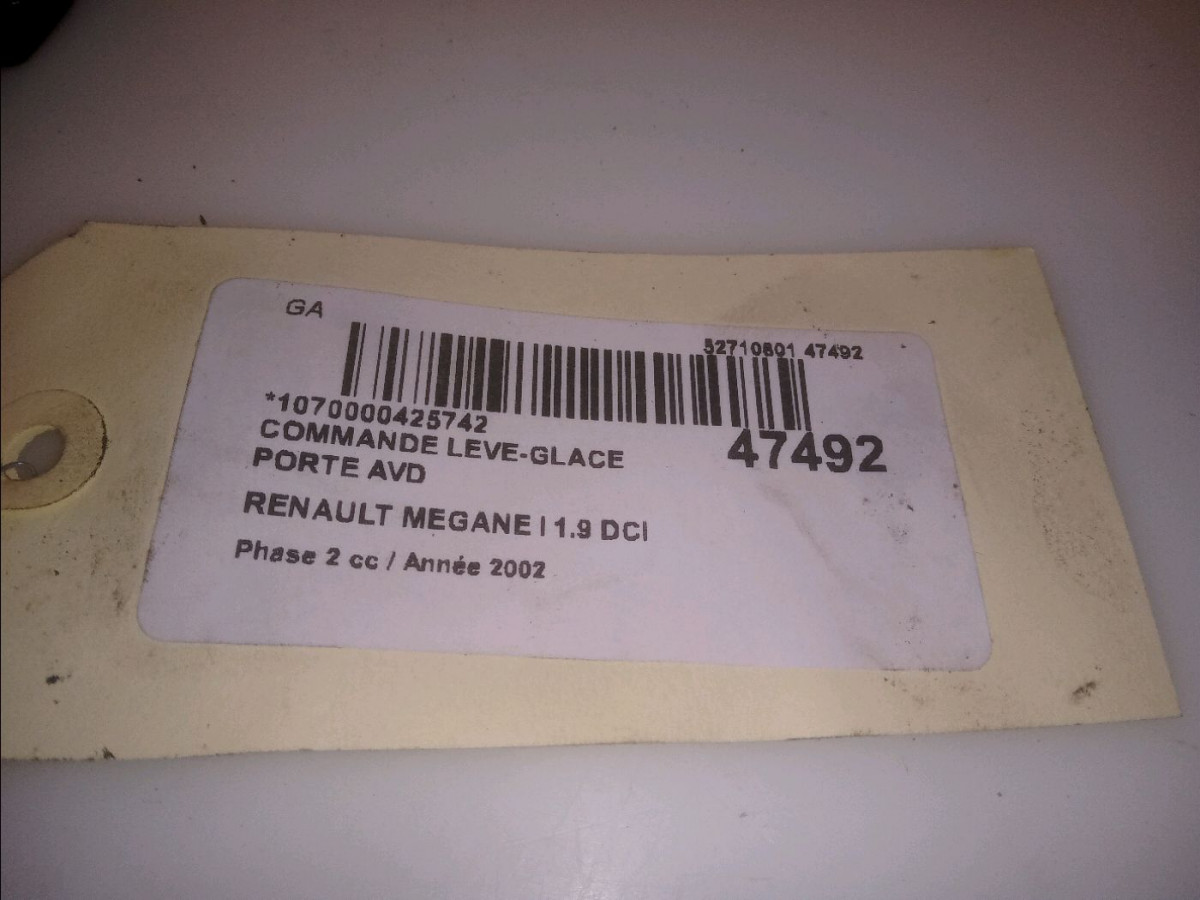 GA
52710801 47492
*1070000425742
47492
COMMANDE LEVE-GLACE
PORTE AVD
RENAULT MEGANE I 1.9 DCI
Phase 2 cc / Année 2002